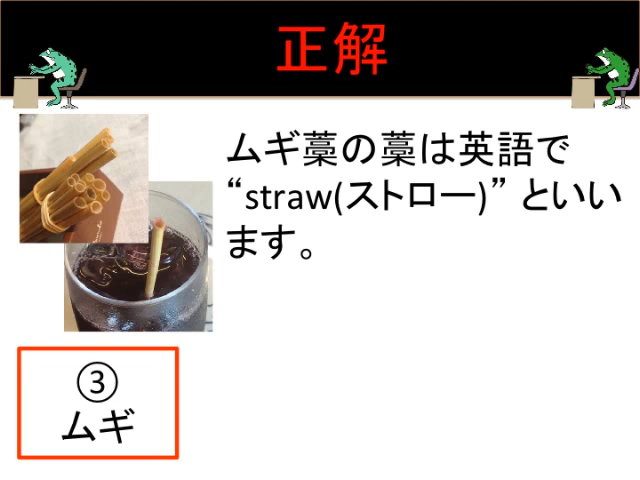 正解
ムギ藁の藁は英語で
“straw(ストロー)” といい
ます。
③
ムギ